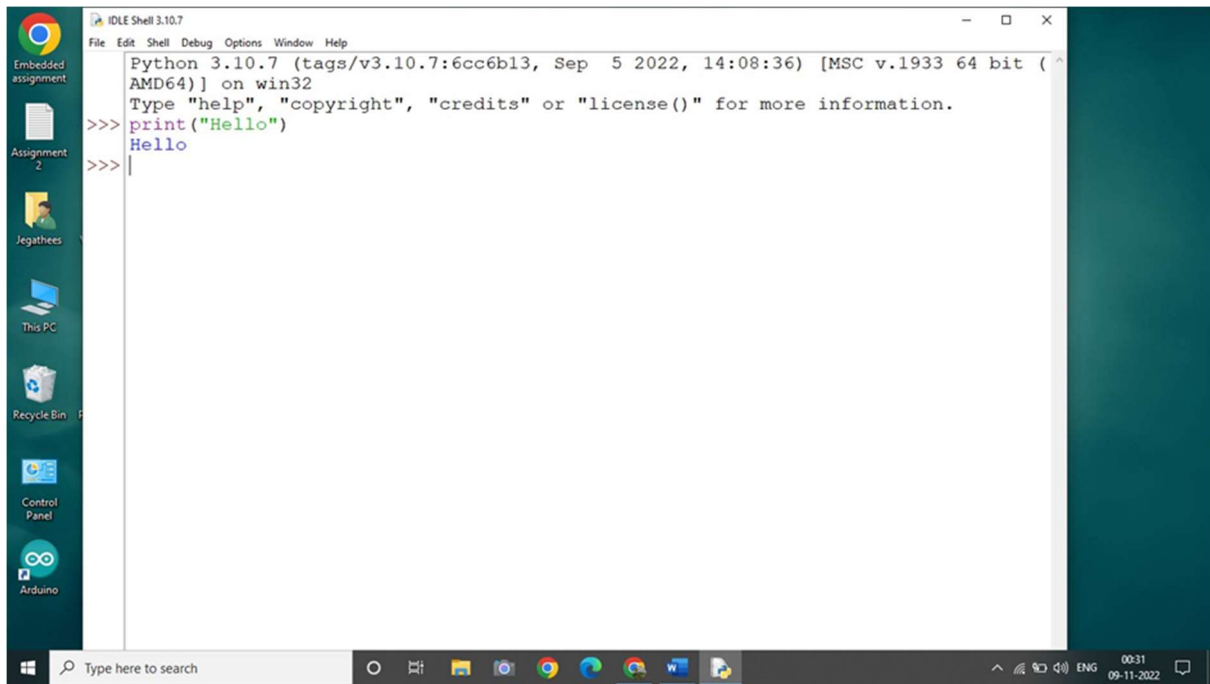 IDLE Shell 3.10.7
File Edit Shell Debug Options Window Help
Python 3.10.7 (tags/v3.10.7:6cc6b13, Sep  5 2022, 14:08:36) [MSC v.1933 64 bit (
AMD64)] on win32
Type "help", "copyright", "credits" or "license()" for more information.
>>> print("Hello")
Hello
>>>
Embedded
assignment
Assignment
2
Jegathees
This PC
Recycle Bin
Control
Panel
Arduino
Type here to search
ENG
00:31
09-11-2022